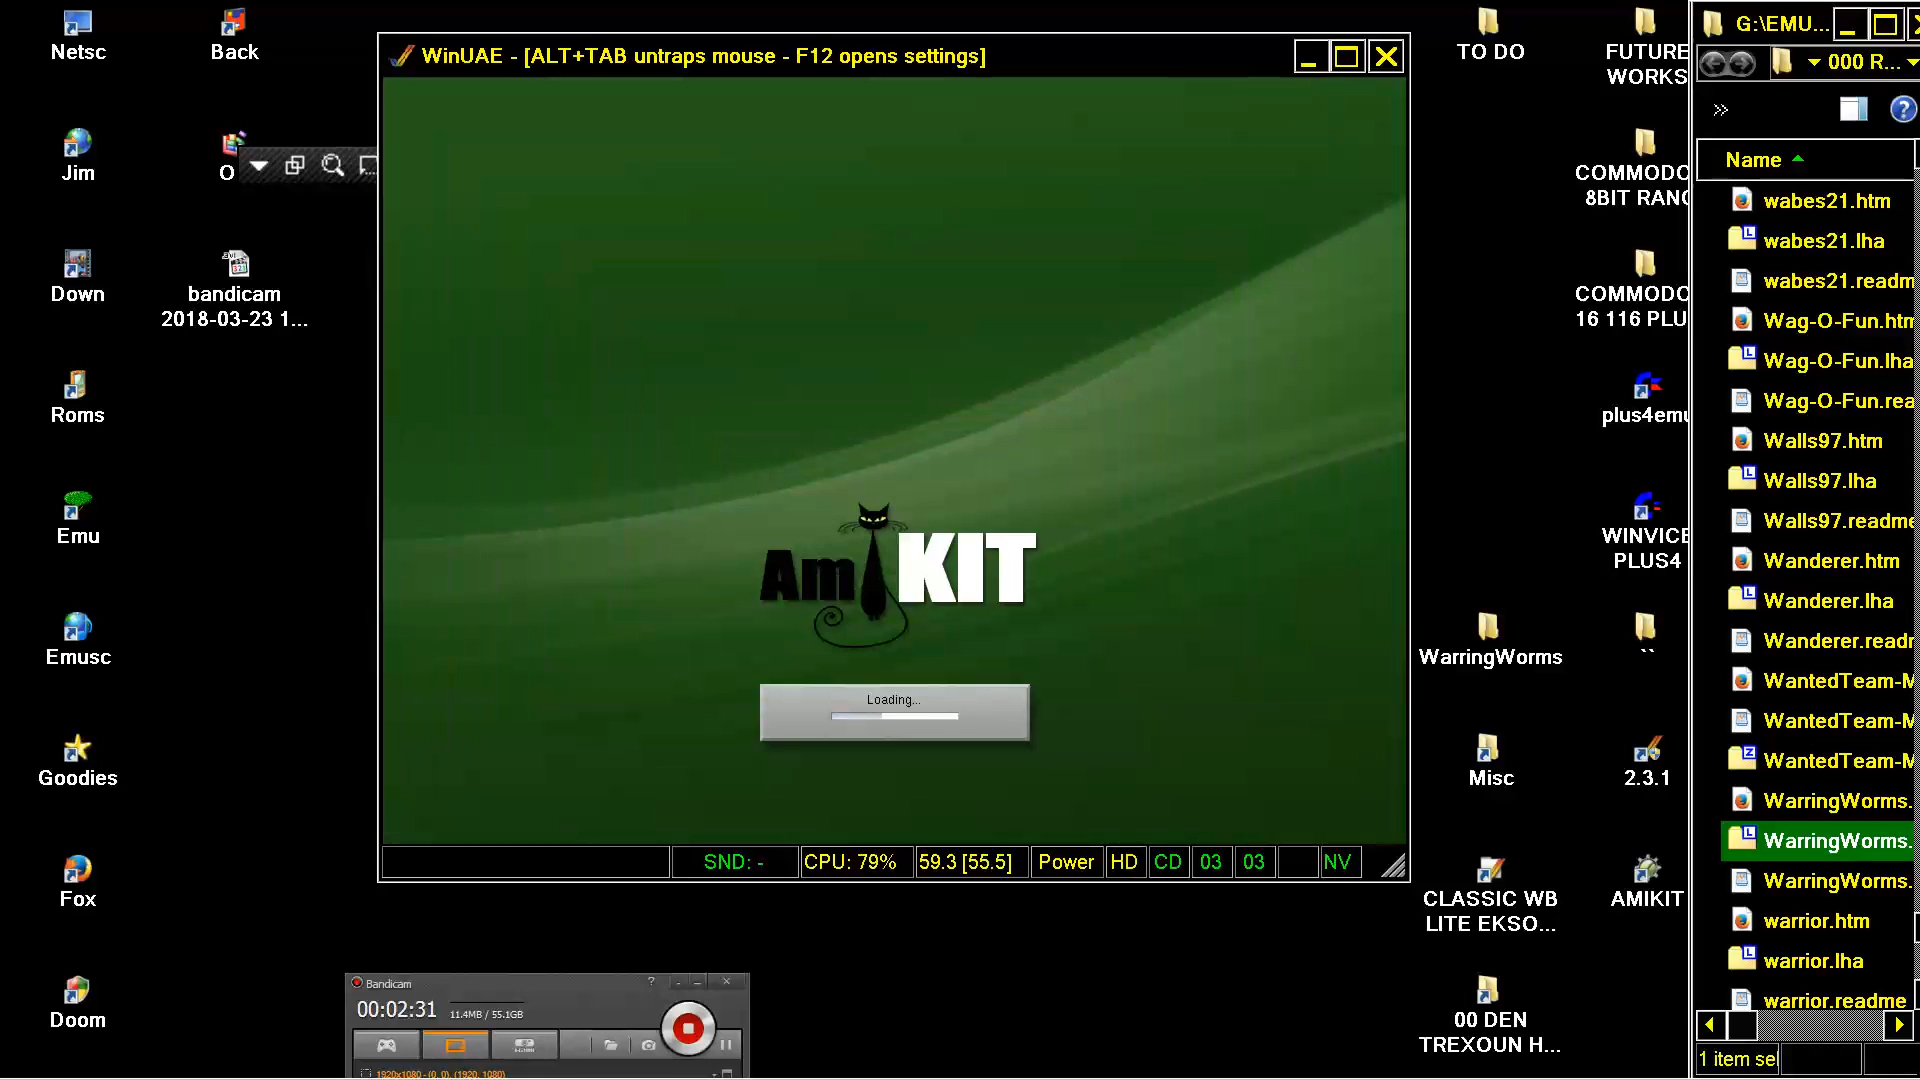 Netsc
Back
Jim
O
Down
bandicam
2018-03-23 1...
Roms
Emu
Emusc
Goodies
Fox
Doom
WinUAE - [ALT+TAB untraps mouse - F12 opens settings]
AmiKIT
Loading...
SND: -
CPU: 79%
59.3 [55.5]
Power
HD
CD
03
03
NV
Bandicam
00:02:31
11.4MB / 55.1GB
1920x1080 - (0, 0), (1920, 1080)
TO DO
FUTURE
WORKS
COMMODO
8BIT RANG
COMMODO
16 116 PLU
plus4emu
WINVICE
PLUS4
WarringWorms
``
Misc
2.3.1
CLASSIC WB
LITE EKSO...
AMIKIT
00 DEN
TREXOUN H...
G:\EMU...
000 R...
»
?
Name
wabes21.htm
wabes21.lha
wabes21.readm
Wag-O-Fun.htm
Wag-O-Fun.lha
Wag-O-Fun.rea
Walls97.htm
Walls97.lha
Walls97.readme
Wanderer.htm
Wanderer.lha
Wanderer.readr
WantedTeam-M
WantedTeam-M
WantedTeam-M
WarringWorms.
WarringWorms.
WarringWorms.
warrior.htm
warrior.lha
warrior.readme
1 item sel